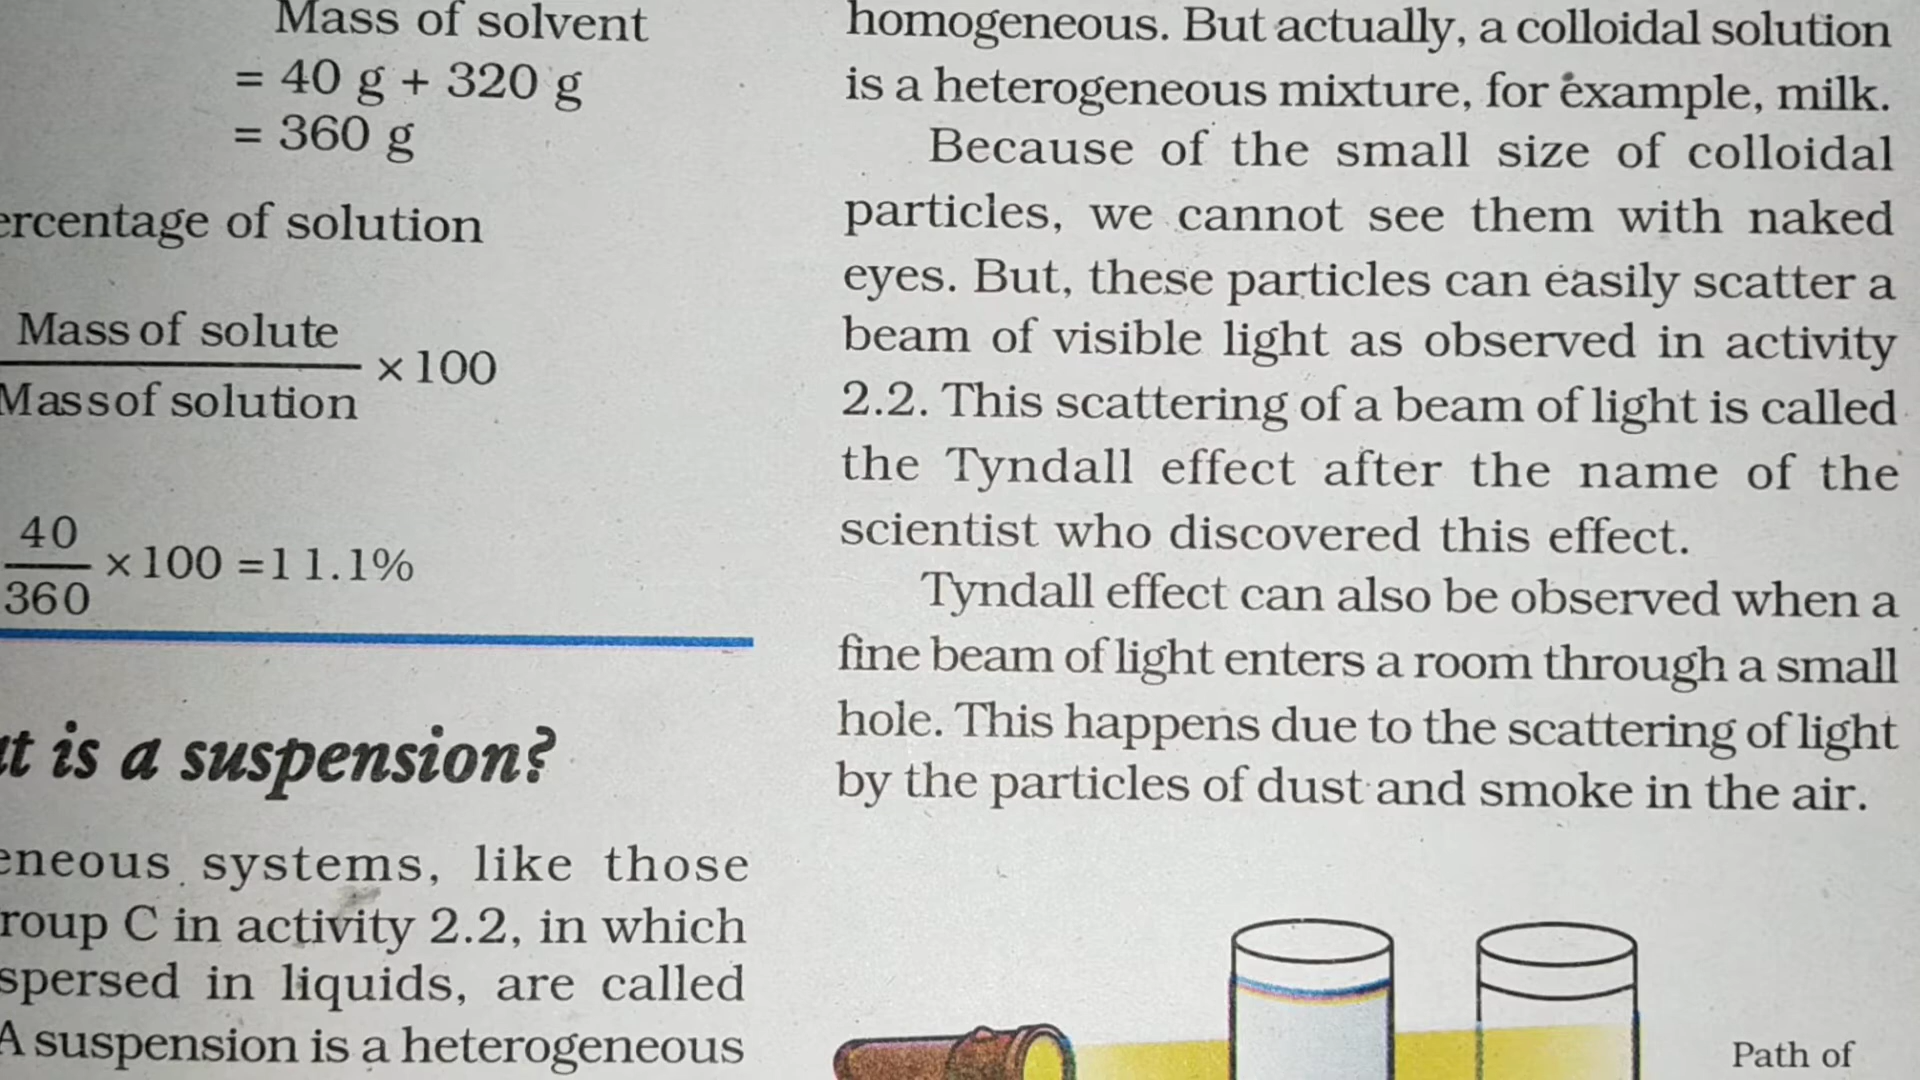 Mass of solvent
= 40 g + 320 g
= 360 g
of solution
Mass of solute
× 100
Mass of solution
40
× 100 = 11.1%
360
is a suspension?
systems, like those
C in activity 2.2, in which
in liquids, are called
A suspension is a heterogeneous
homogeneous. But actually, a colloidal solution
is a heterogeneous mixture, for example, milk.
Because of the small size of colloidal
particles, we cannot see them with naked
eyes. But, these particles can easily scatter a
beam of visible light as observed in activity
2.2. This scattering of a beam of light is called
the Tyndall effect after the name of the
scientist who discovered this effect.
Tyndall effect can also be observed when a
fine beam of light enters a room through a small
hole. This happens due to the scattering of light
by the particles of dust and smoke in the air.
Path of